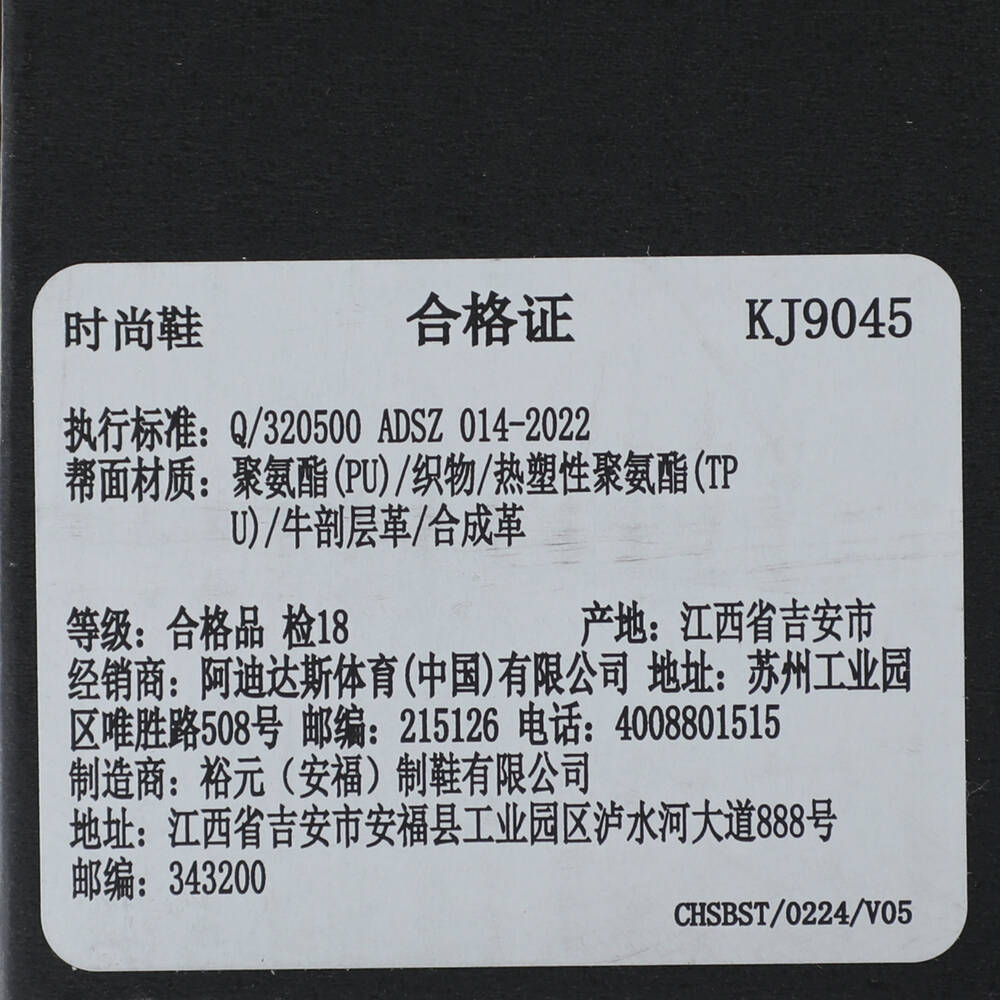 时尚鞋 合格证 KJ9045
执行标准：Q/320500 ADSZ 014-2022
帮面材质：聚氨酯(PU)/织物/热塑性聚氨酯(TP
U)/牛剖层革/合成革
等级：合格品 检18 产地：江西省吉安市
经销商：阿迪达斯体育(中国)有限公司 地址：苏州工业园
区唯胜路508号 邮编：215126 电话：4008801515
制造商：裕元（安福）制鞋有限公司
地址：江西省吉安市安福县工业园区泸水河大道888号
邮编：343200
CHSBST/0224/V05